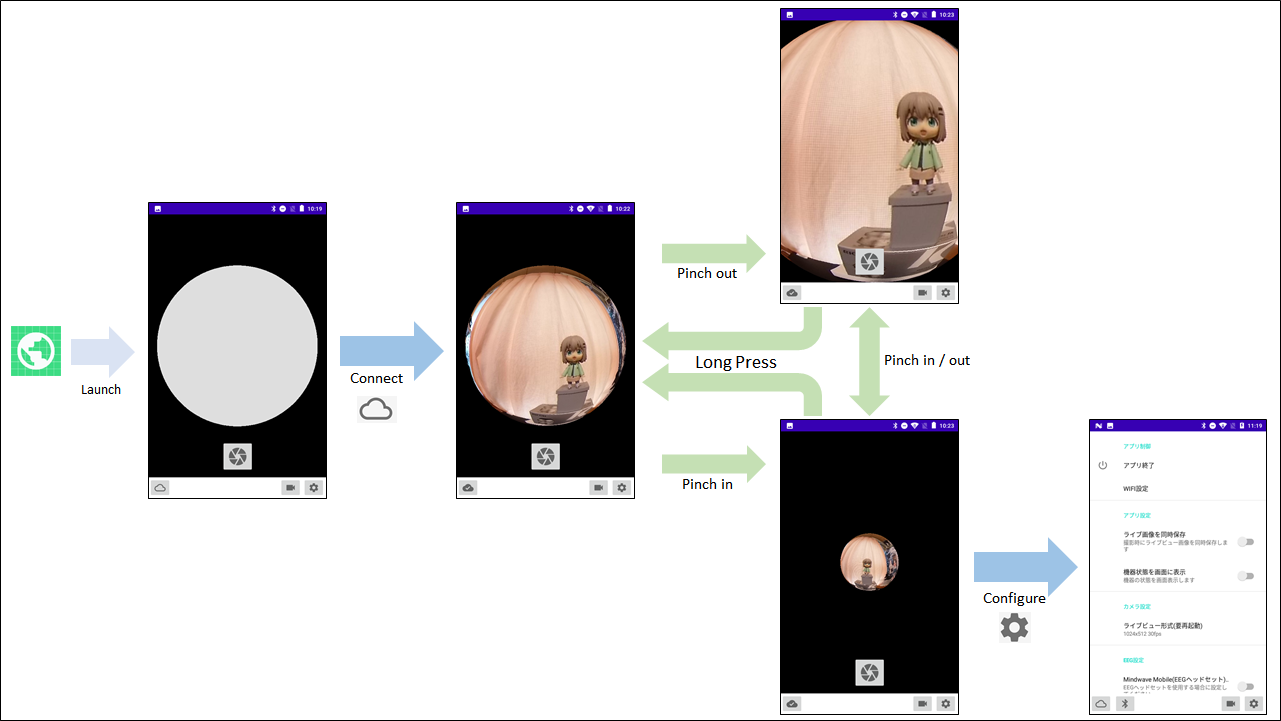 10:23
10:19
10:22
Pinch out
Launch
Connect
Long Press
Pinch in / out
Pinch in
10:23
Configure
11:19
アプリ制御
アプリ終了
WIFI設定
アプリ設定
ライブ画像を同時保存
撮影時にライブビュー画像を同時保存しま
す
機器状態を画面に表示
機器の状態を画面表示します
カメラ設定
ライブビュー形式(要再起動)
1024x512 30fps
EEG設定
Mindwave Mobile(EEGヘッドセット)..
EEGヘッドセットを使用する場合に設定し